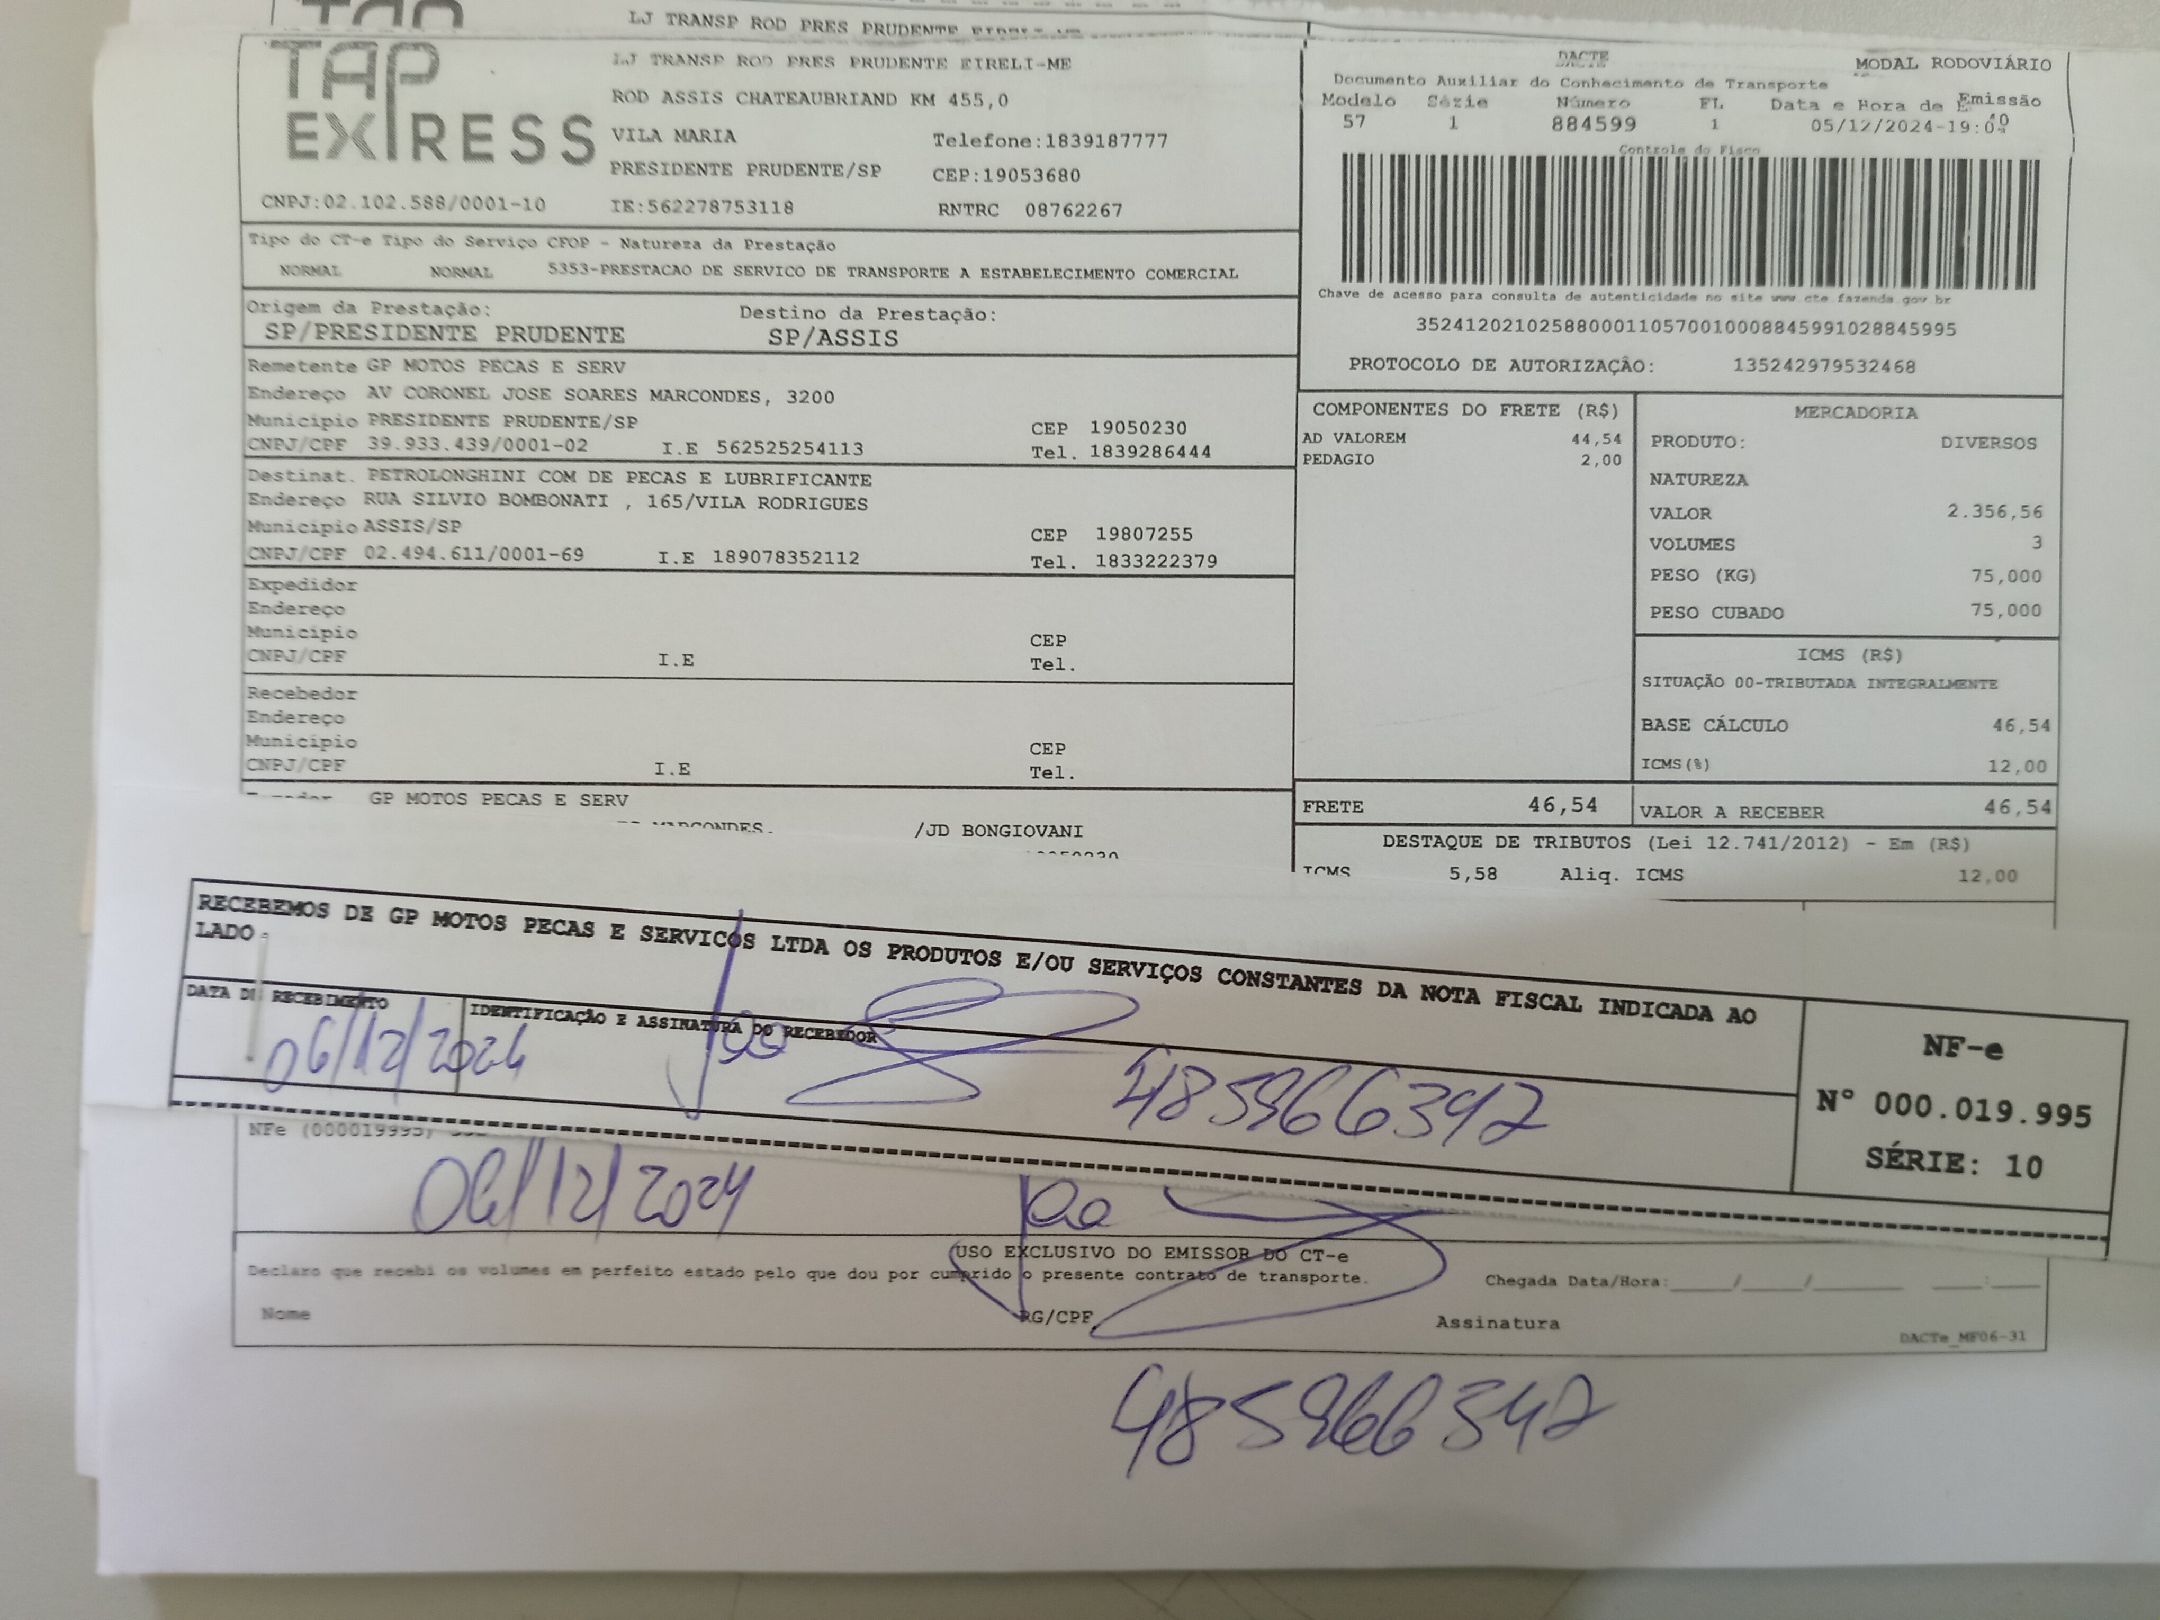 LJ TRANSP ROD PRES PRUDENTE
TAP EXPRESS
LJ TRANSP ROD PRES PRUDENTE EIRELI-ME
ROD ASSIS CHATEAUBRIAND KM 455,0
VILA MARIA Telefone:1839187777
PRESIDENTE PRUDENTE/SP CEP:19053680
CNPJ:02.102.588/0001-10 IE:562278753118 RNTRC 08762267
DACTE MODAL RODOVIÁRIO
Documento Auxiliar do Conhecimento de Transporte
Modelo Série Número FL Data e Hora de Emissão
57 1 884599 1 05/12/2024-19:04
Controle do Fisco
Chave de acesso para consulta de autenticidade no site www cte fazenda gov br
35241202102588000110570010008845991028845995
PROTOCOLO DE AUTORIZAÇÃO: 135242979532468
Tipo do CT-e Tipo do Serviço CFOP - Natureza da Prestação
NORMAL NORMAL 5353-PRESTACAO DE SERVICO DE TRANSPORTE A ESTABELECIMENTO COMERCIAL
Origem da Prestação: Destino da Prestação:
SP/PRESIDENTE PRUDENTE SP/ASSIS
Remetente GP MOTOS PECAS E SERV
Endereço AV CORONEL JOSE SOARES MARCONDES, 3200
Município PRESIDENTE PRUDENTE/SP CEP 19050230
CNPJ/CPF 39.933.439/0001-02 I.E 562525254113 Tel. 1839286444
Destinat. PETROLONGHINI COM DE PECAS E LUBRIFICANTE
Endereço RUA SILVIO BOMBONATI , 165/VILA RODRIGUES
Município ASSIS/SP CEP 19807255
CNPJ/CPF 02.494.611/0001-69 I.E 189078352112 Tel. 1833222379
Expedidor
Endereço
Município CEP
CNPJ/CPF I.E Tel.
Recebedor
Endereço
Município CEP
CNPJ/CPF I.E Tel.
GP MOTOS PECAS E SERV
MARCONDES, /JD BONGIOVANI
COMPONENTES DO FRETE (R$)
AD VALOREM 44,54
PEDAGIO 2,00
MERCADORIA
PRODUTO: DIVERSOS
NATUREZA
VALOR 2.356,56
VOLUMES 3
PESO (KG) 75,000
PESO CUBADO 75,000
ICMS (R$)
SITUAÇÃO 00-TRIBUTADA INTEGRALMENTE
BASE CÁLCULO 46,54
ICMS(%) 12,00
FRETE 46,54 VALOR A RECEBER 46,54
DESTAQUE DE TRIBUTOS (Lei 12.741/2012) - Em (R$)
ICMS 5,58 Aliq. ICMS 12,00
RECEBEMOS DE GP MOTOS PECAS E SERVICOS LTDA OS PRODUTOS E/OU SERVIÇOS CONSTANTES DA NOTA FISCAL INDICADA AO
LADO
DATA DE RECEBIMENTO IDENTIFICAÇÃO E ASSINATURA DO RECEBEDOR
06/12/2024 485966342
NF-e
Nº 000.019.995
SÉRIE: 10
NFe (000019995)
06/12/2024
USO EXCLUSIVO DO EMISSOR DO CT-e
Declaro que recebi os volumes em perfeito estado pelo que dou por cumprido o presente contrato de transporte. Chegada Data/Hora:____/____/______ ___:___
Nome RG/CPF Assinatura
DACTe_MF06-31
485966342